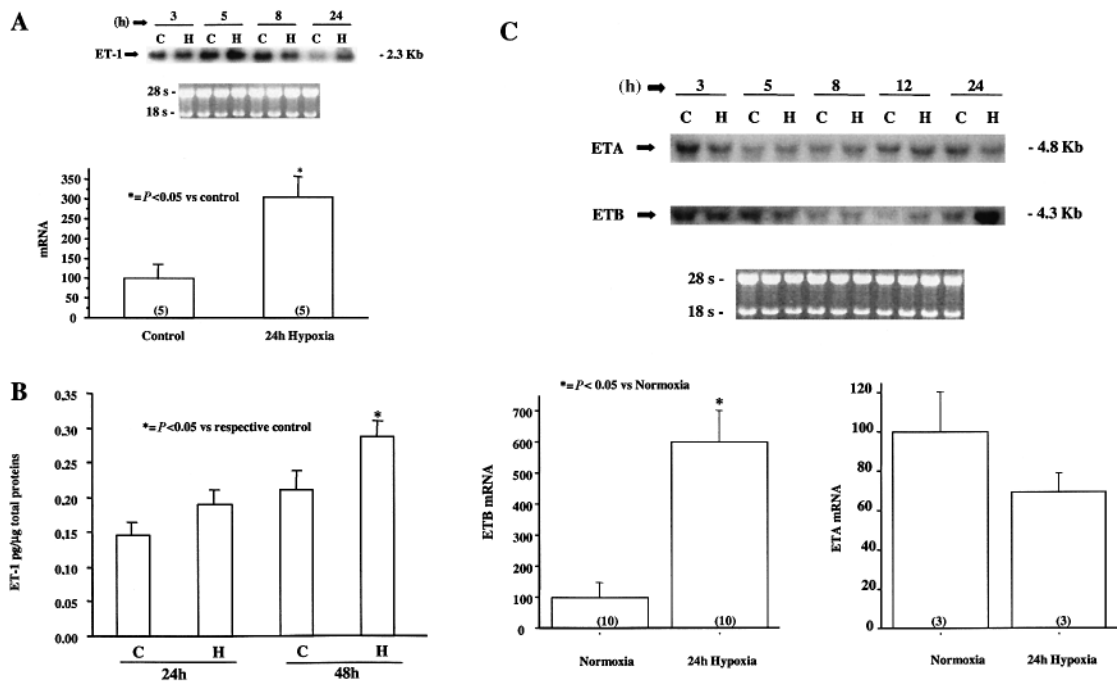 A
(h) 3 5 8 24
C H C H C H C H
ET-1 - 2.3 Kb
28 s -
18 s -
350
300
250
200
150
100
50
0
mRNA
*= P<0.05 vs control
*
(5) (5)
Control 24h Hypoxia
B
0.35
0.30
0.25
0.20
0.15
0.10
0.05
0.00
ET-1 pg/µg total proteins
*= P<0.05 vs respective control
*
C H C H
24h 48h
C
(h) 3 5 8 12 24
C H C H C H C H C H
ETA - 4.8 Kb
ETB - 4.3 Kb
28 s -
18 s -
*= P< 0.05 vs Normoxia
700
600
500
400
300
200
100
ETB mRNA
*
(10) (10)
Normoxia 24h Hypoxia
120
100
80
60
40
20
0
ETA mRNA
(3) (3)
Normoxia 24h Hypoxia